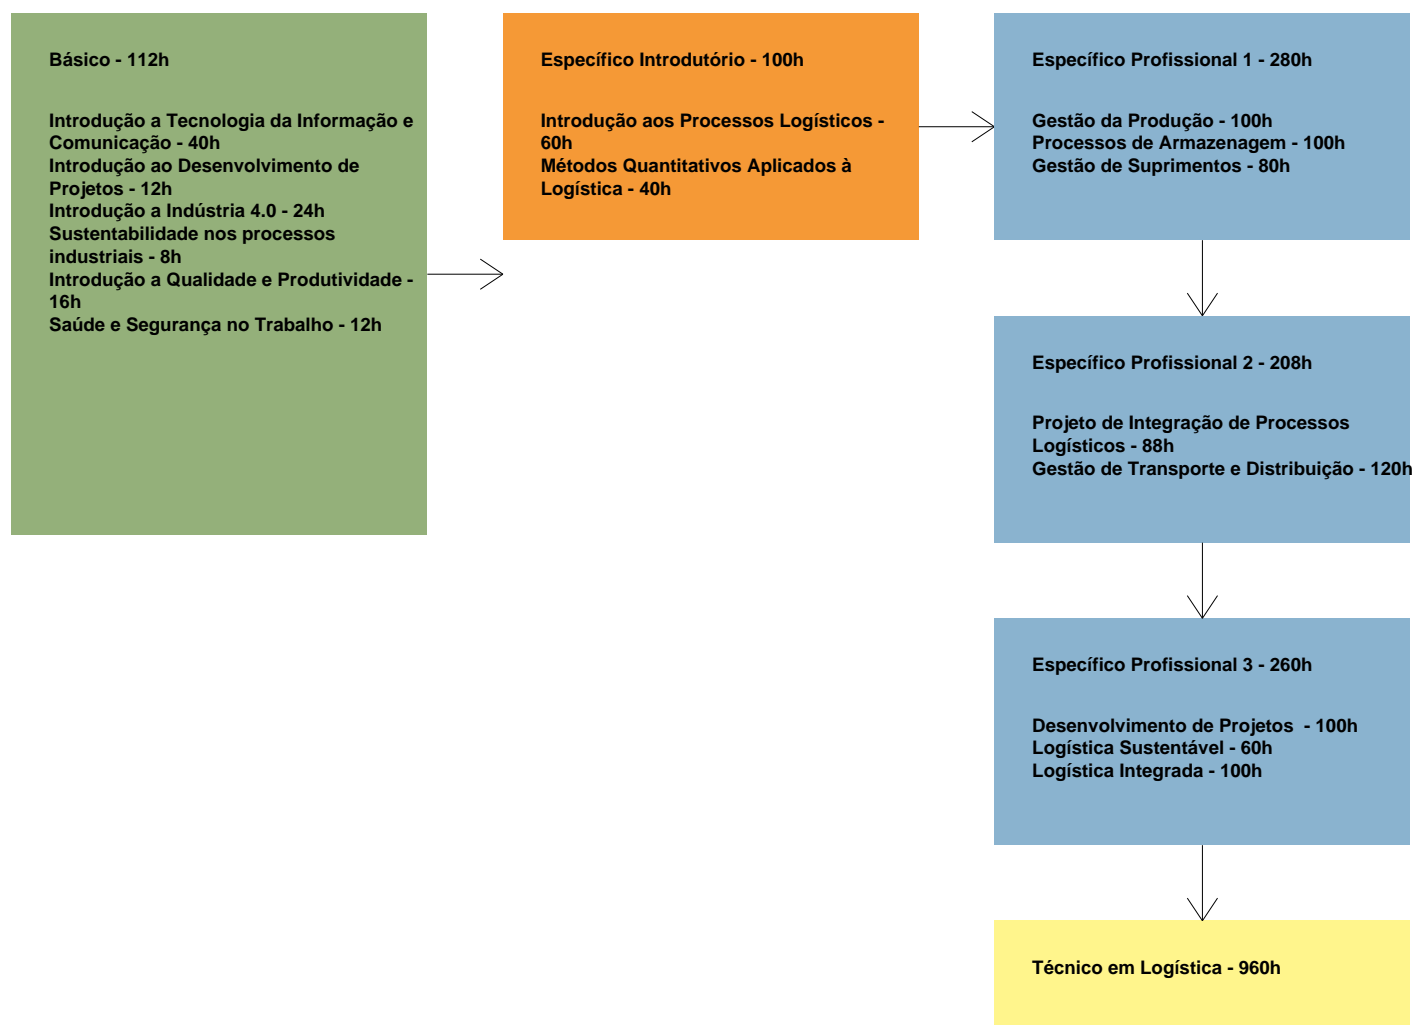 Básico - 112h
Introdução a Tecnologia da Informação e
Comunicação - 40h
Introdução ao Desenvolvimento de
Projetos - 12h
Introdução a Indústria 4.0 - 24h
Sustentabilidade nos processos
industriais - 8h
Introdução a Qualidade e Produtividade -
16h
Saúde e Segurança no Trabalho - 12h
Específico Introdutório - 100h
Introdução aos Processos Logísticos -
60h
Métodos Quantitativos Aplicados à
Logística - 40h
Específico Profissional 1 - 280h
Gestão da Produção - 100h
Processos de Armazenagem - 100h
Gestão de Suprimentos - 80h
Específico Profissional 2 - 208h
Projeto de Integração de Processos
Logísticos - 88h
Gestão de Transporte e Distribuição - 120h
Específico Profissional 3 - 260h
Desenvolvimento de Projetos  - 100h
Logística Sustentável - 60h
Logística Integrada - 100h
Técnico em Logística - 960h